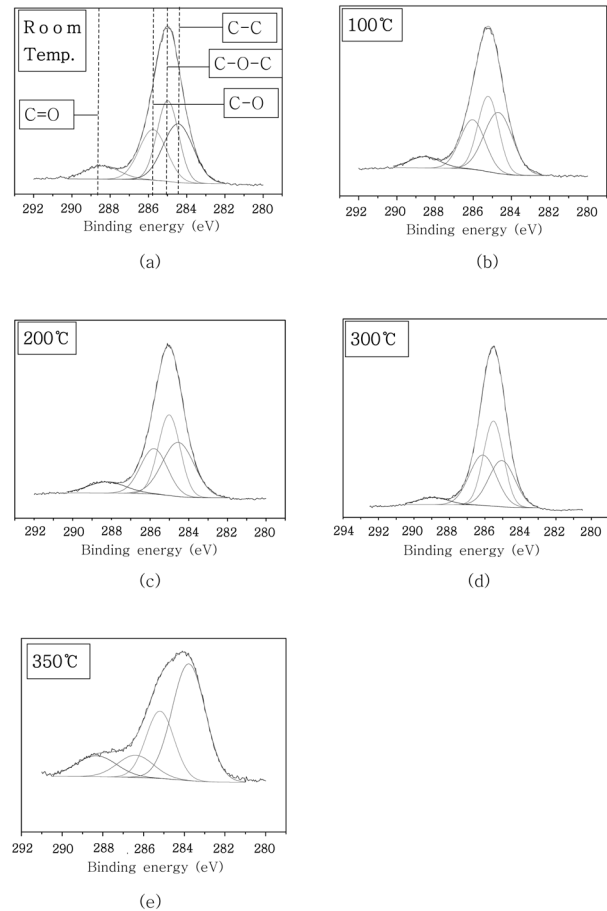 Room
Temp.
C-C
C-O-C
C-O
C=O
292 290 288 286 284 282 280
Binding energy (eV)
(a)
100℃
292 290 288 286 284 282 280
Binding energy (eV)
(b)
200℃
292 290 288 286 284 282 280
Binding energy (eV)
(c)
300℃
294 292 290 288 286 284 282 280
Binding energy (eV)
(d)
350℃
292 290 288 286 284 282 280
Binding energy (eV)
(e)